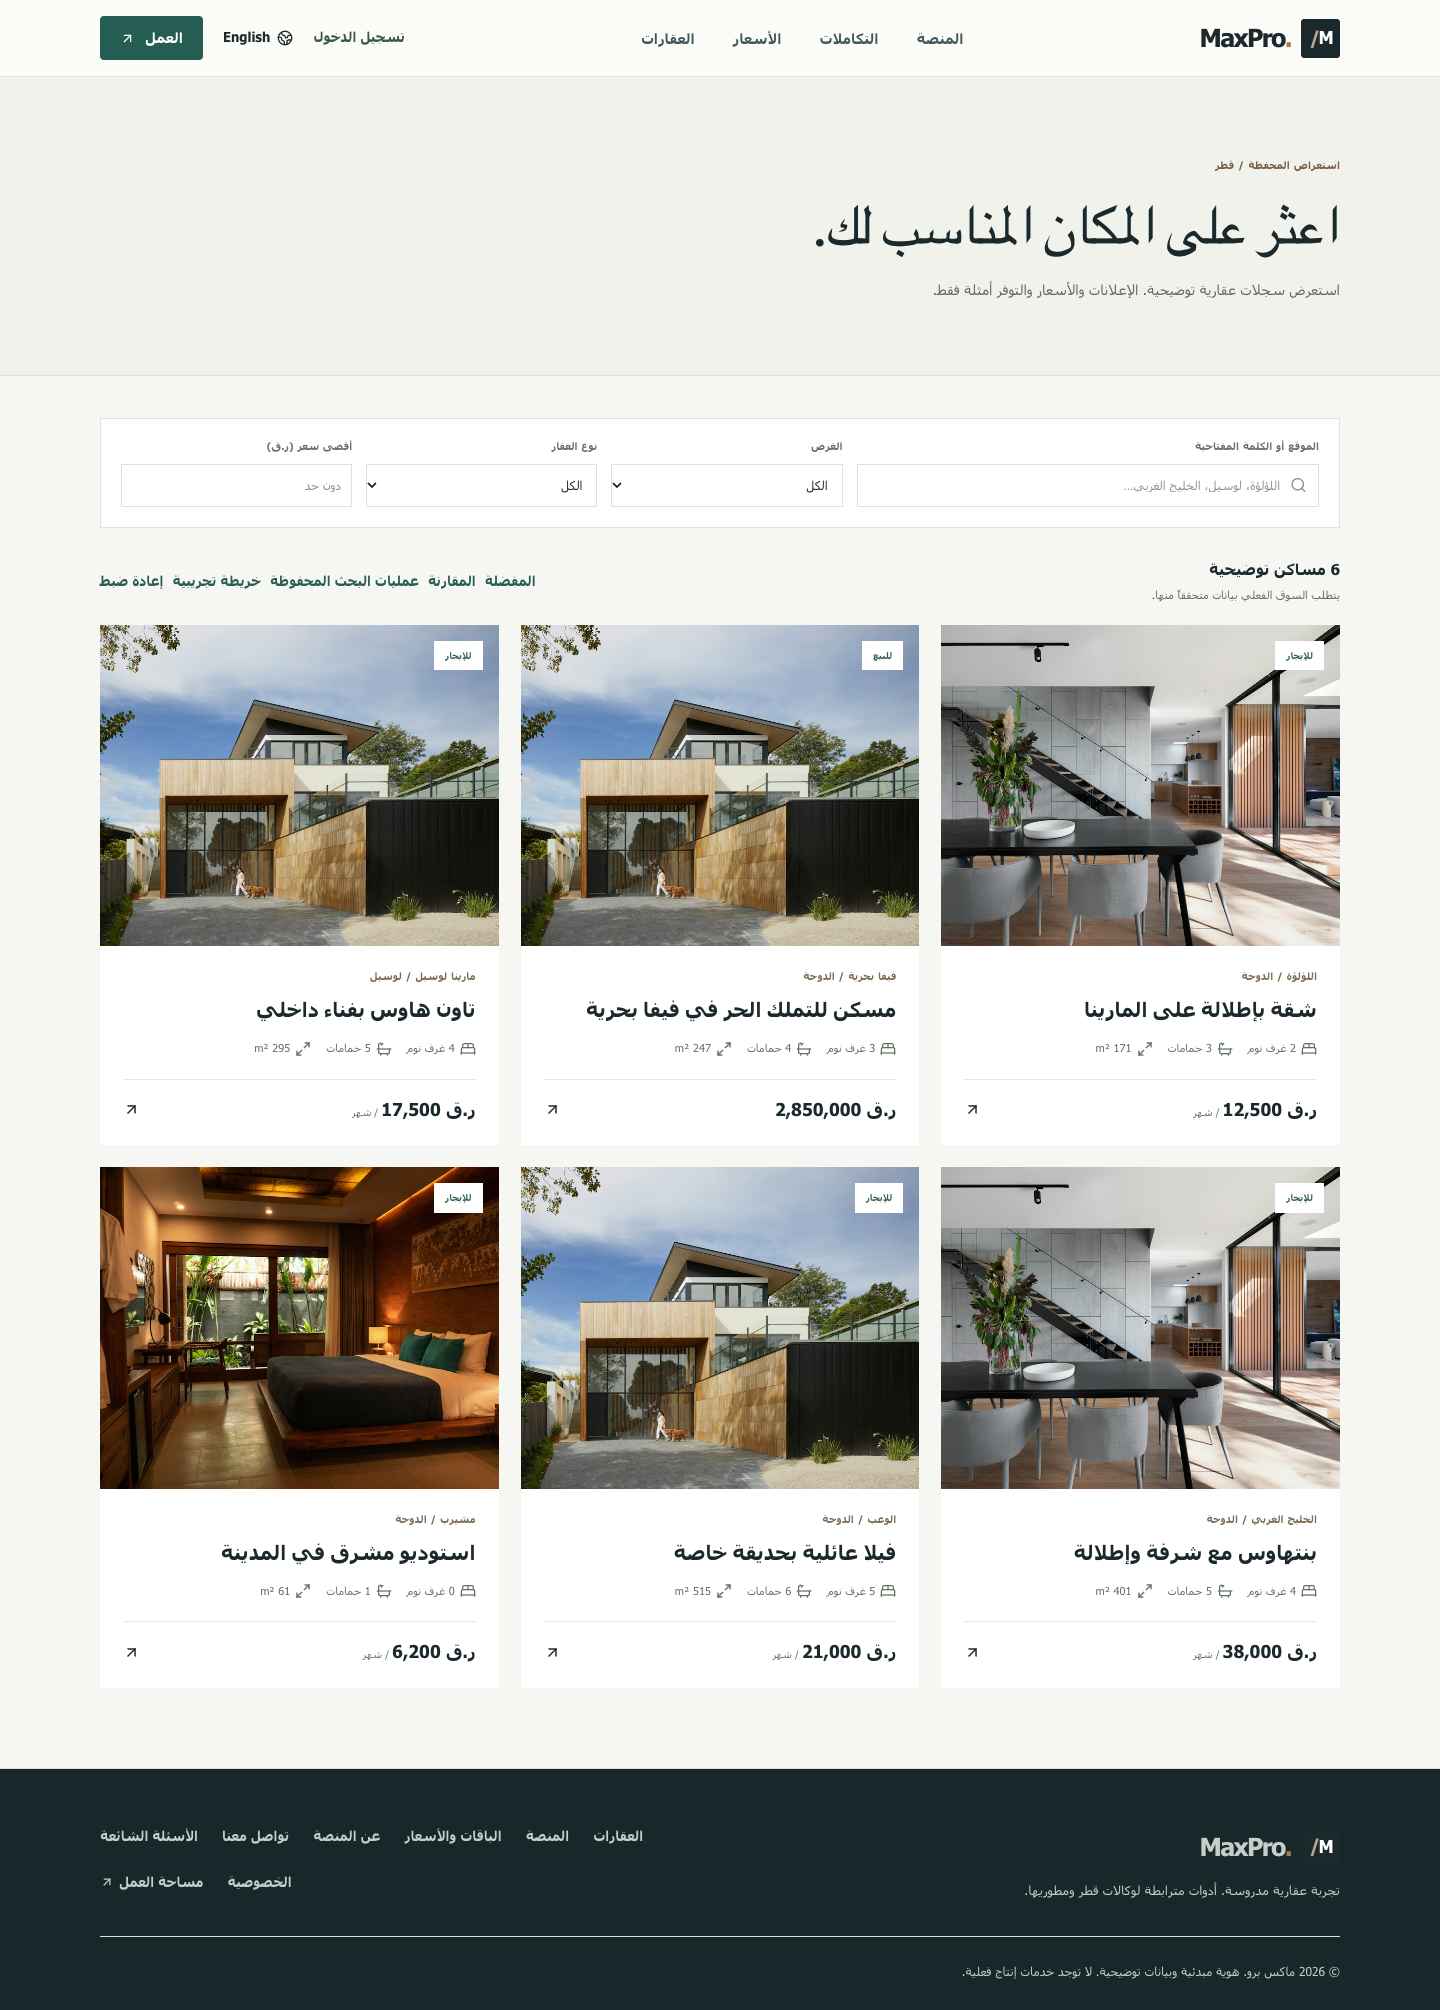 M/ MaxPro.
المنصة
التكاملات
الأسعار
العقارات
تسجيل الدخول
English
العمل
استعراض المحفظة / قطر
اعثر على المكان المناسب لك.
استعرض سجلات عقارية توضيحية. الإعلانات والأسعار والتوفر أمثلة فقط.
الموقع أو الكلمة المفتاحية
الغرض
نوع العقار
أقصى سعر (ر.ق)
اللؤلؤة، لوسيل، الخليج الغربي...
الكل
الكل
دون حد
6 مساكن توضيحية
يتطلب السوق الفعلي بيانات متحققاً منها.
المفضلة
المقارنة
عمليات البحث المحفوظة
خريطة تجريبية
إعادة ضبط
للإيجار
اللؤلؤة / الدوحة
شقة بإطلالة على المارينا
2 غرف نوم
3 حمامات
171 m²
ر.ق 12,500 / شهر
للبيع
فيفا بحرية / الدوحة
مسكن للتملك الحر في فيفا بحرية
3 غرف نوم
4 حمامات
247 m²
ر.ق 2,850,000
للإيجار
مارينا لوسيل / لوسيل
تاون هاوس بفناء داخلي
4 غرف نوم
5 حمامات
295 m²
ر.ق 17,500 / شهر
للإيجار
الخليج الغربي / الدوحة
بنتهاوس مع شرفة وإطلالة
4 غرف نوم
5 حمامات
401 m²
ر.ق 38,000 / شهر
للإيجار
الوعب / الدوحة
فيلا عائلية بحديقة خاصة
5 غرف نوم
6 حمامات
515 m²
ر.ق 21,000 / شهر
للإيجار
مشيرب / الدوحة
استوديو مشرق في المدينة
0 غرف نوم
1 حمامات
61 m²
ر.ق 6,200 / شهر
M/ MaxPro.
تجربة عقارية مدروسة. أدوات مترابطة لوكالات قطر ومطوريها.
العقارات
المنصة
الباقات والأسعار
عن المنصة
تواصل معنا
الأسئلة الشائعة
الخصوصية
مساحة العمل
© 2026 ماكس برو. هوية مبدئية وبيانات توضيحية. لا توجد خدمات إنتاج فعلية.